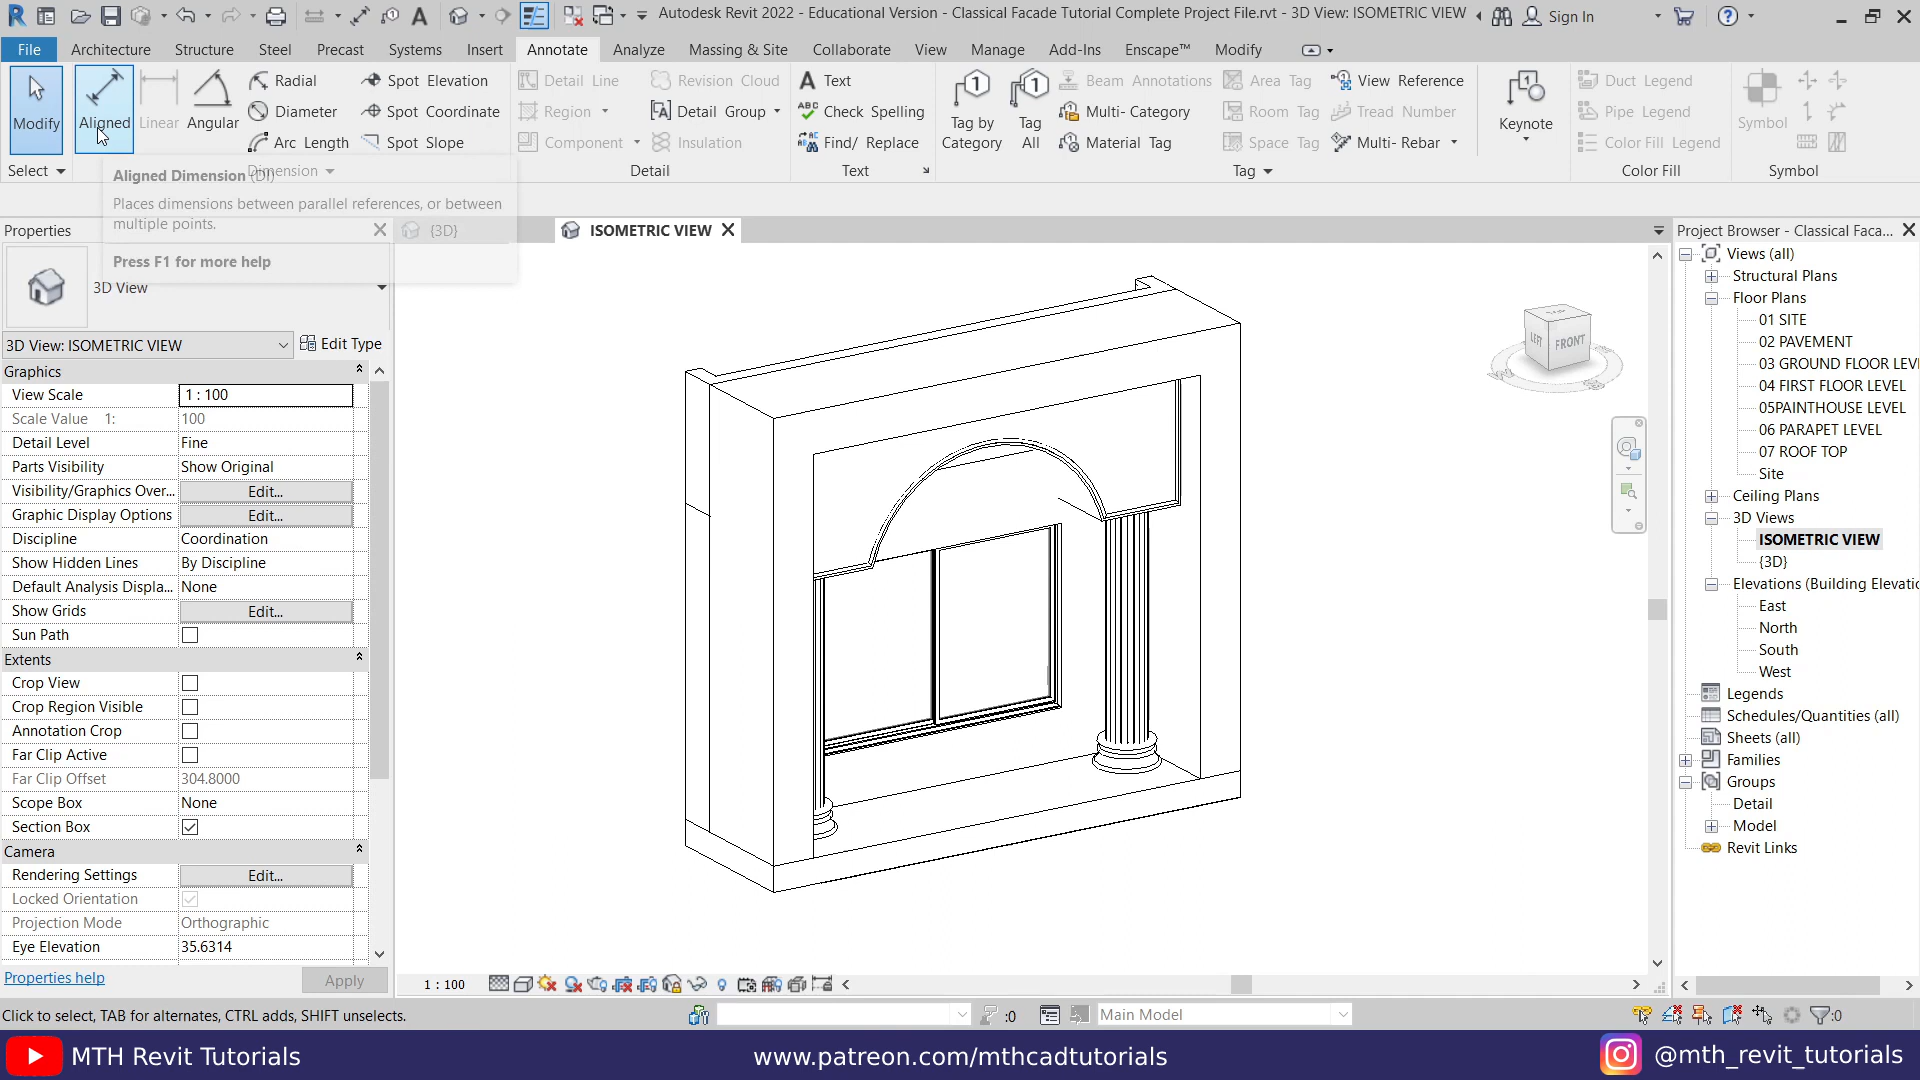 Autodesk Revit 2022 - Educational Version - Classical Facade Tutorial Complete Project File.rvt - 3D View: ISOMETRIC VIEW
Sign In
File Architecture Structure Steel Precast Systems Insert Annotate Analyze Massing & Site Collaborate View Manage Add-Ins Enscape™ Modify
Modify
Aligned
Linear
Angular
Radial
Diameter
Arc Length
Spot Elevation
Spot Coordinate
Spot Slope
Detail Line
Region
Component
Revision Cloud
Detail Group
Insulation
Text
Check Spelling
Find/ Replace
Tag by
Category
Tag
All
Beam Annotations
Multi- Category
Material Tag
Area Tag
Room Tag
Space Tag
View Reference
Tread Number
Multi- Rebar
Keynote
Duct Legend
Pipe Legend
Color Fill Legend
Symbol
Select
Dimension
Detail
Text
Tag
Color Fill
Symbol
Aligned Dimension (DI)
Places dimensions between parallel references, or between
multiple points.
Press F1 for more help
Properties
3D View
3D View: ISOMETRIC VIEW
Edit Type
Graphics
View Scale 1 : 100
Scale Value 1: 100
Detail Level Fine
Parts Visibility Show Original
Visibility/Graphics Over... Edit...
Graphic Display Options Edit...
Discipline Coordination
Show Hidden Lines By Discipline
Default Analysis Displa... None
Show Grids Edit...
Sun Path
Extents
Crop View
Crop Region Visible
Annotation Crop
Far Clip Active
Far Clip Offset 304.8000
Scope Box None
Section Box
Camera
Rendering Settings Edit...
Locked Orientation
Projection Mode Orthographic
Eye Elevation 35.6314
Properties help
Apply
{3D}
ISOMETRIC VIEW
TOP
LEFT
FRONT
W
S
1 : 100
Project Browser - Classical Faca...
Views (all)
Structural Plans
Floor Plans
01 SITE
02 PAVEMENT
03 GROUND FLOOR LEV
04 FIRST FLOOR LEVEL
05PAINTHOUSE LEVEL
06 PARAPET LEVEL
07 ROOF TOP
Site
Ceiling Plans
3D Views
ISOMETRIC VIEW
{3D}
Elevations (Building Elevatio
East
North
South
West
Legends
Schedules/Quantities (all)
Sheets (all)
Families
Groups
Detail
Model
Revit Links
Click to select, TAB for alternates, CTRL adds, SHIFT unselects.
:0
Main Model
:0
MTH Revit Tutorials
www.patreon.com/mthcadtutorials
@mth_revit_tutorials